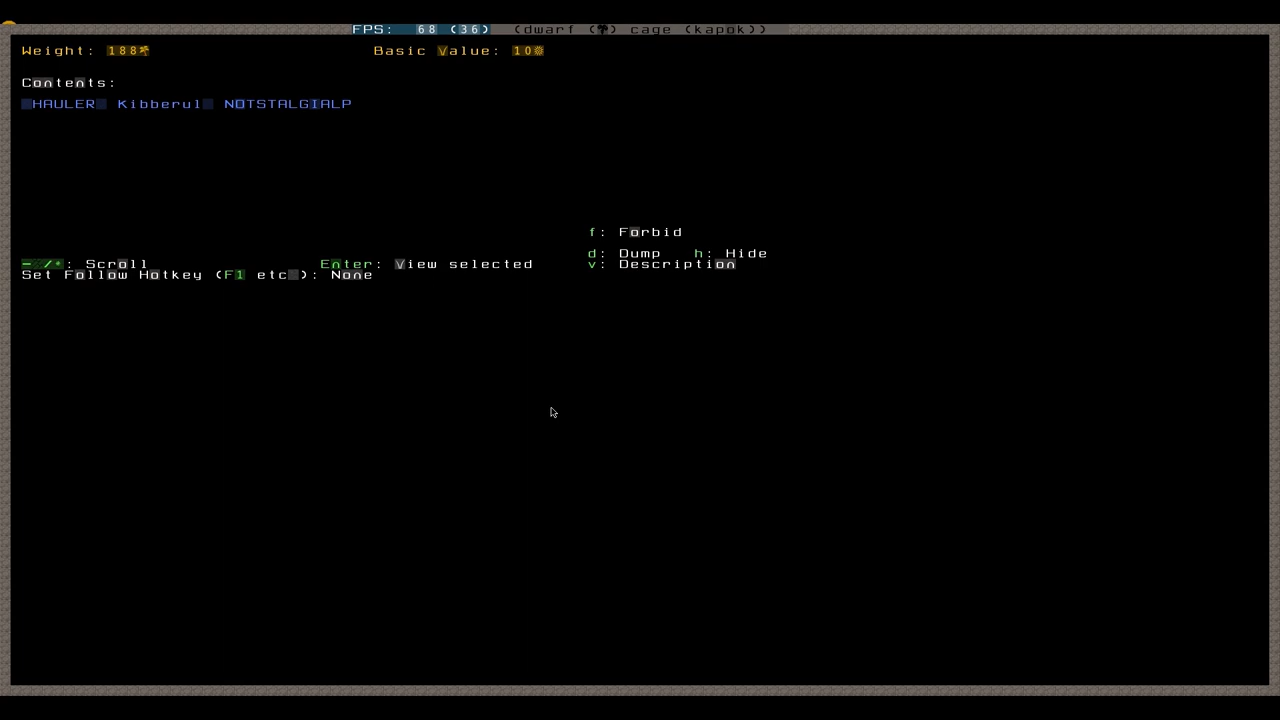 FPS: 68 (36) (dwarf ( ) cage (kapok))
Weight: 188 Basic Value: 10☼
Contents:
HAULER Kibberul NOTSTALGIALP
f: Forbid
d: Dump h: Hide
-/*: Scroll Enter: View selected v: Description
Set Follow Hotkey (F1 etc ): None